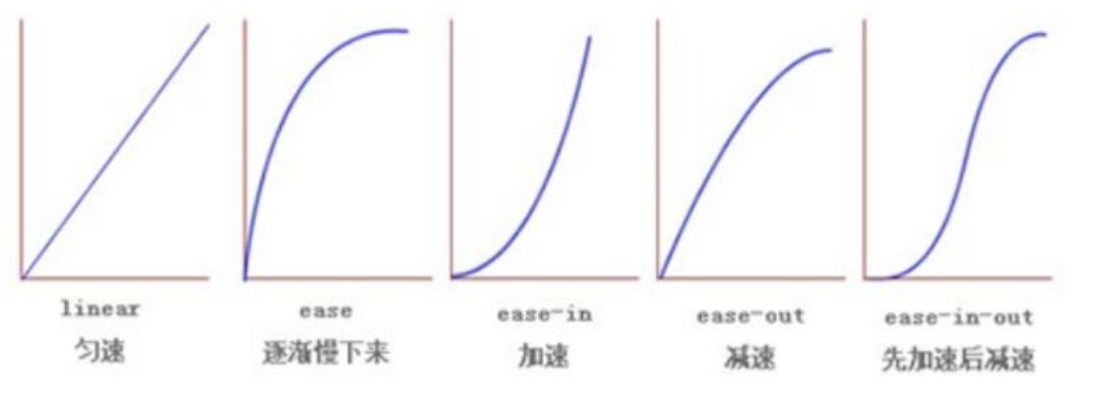 linear
匀速
ease
逐渐慢下来
ease-in
加速
ease-out
减速
ease-in-out
先加速后减速